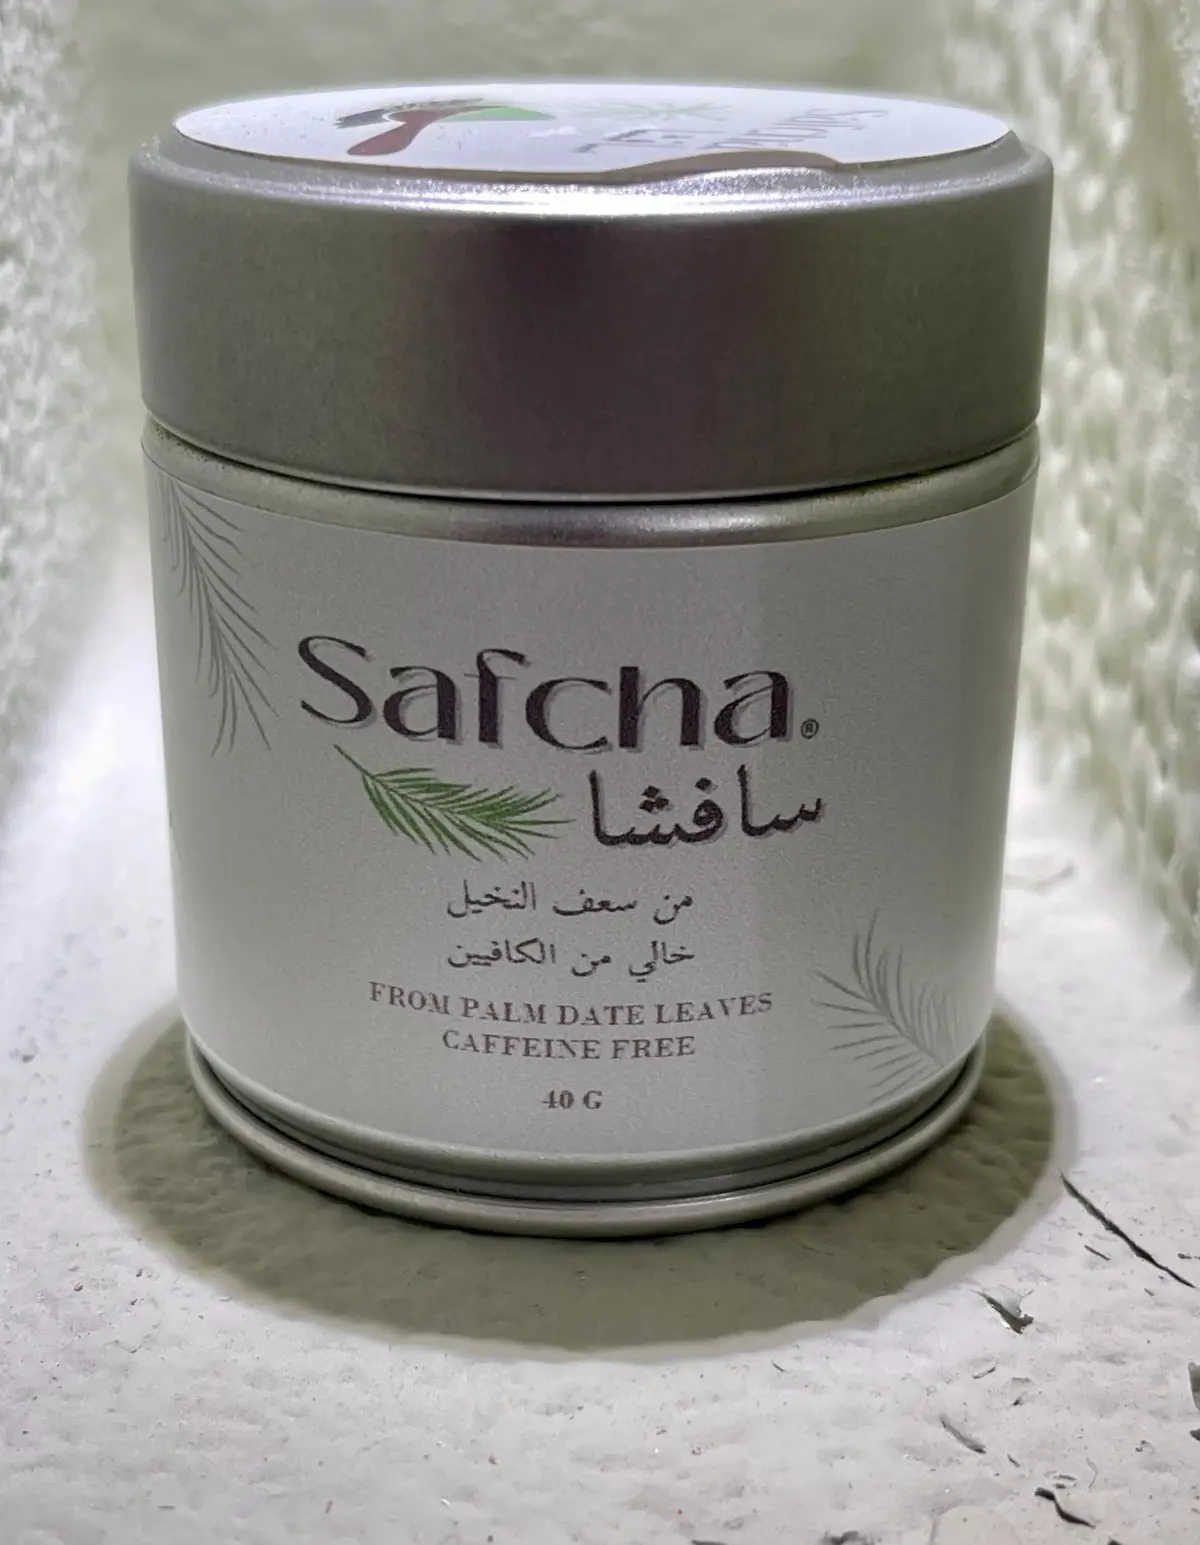 Safcha®
سافشا
من سعف النخيل
خالي من الكافيين
FROM PALM DATE LEAVES
CAFFEINE FREE
40 G